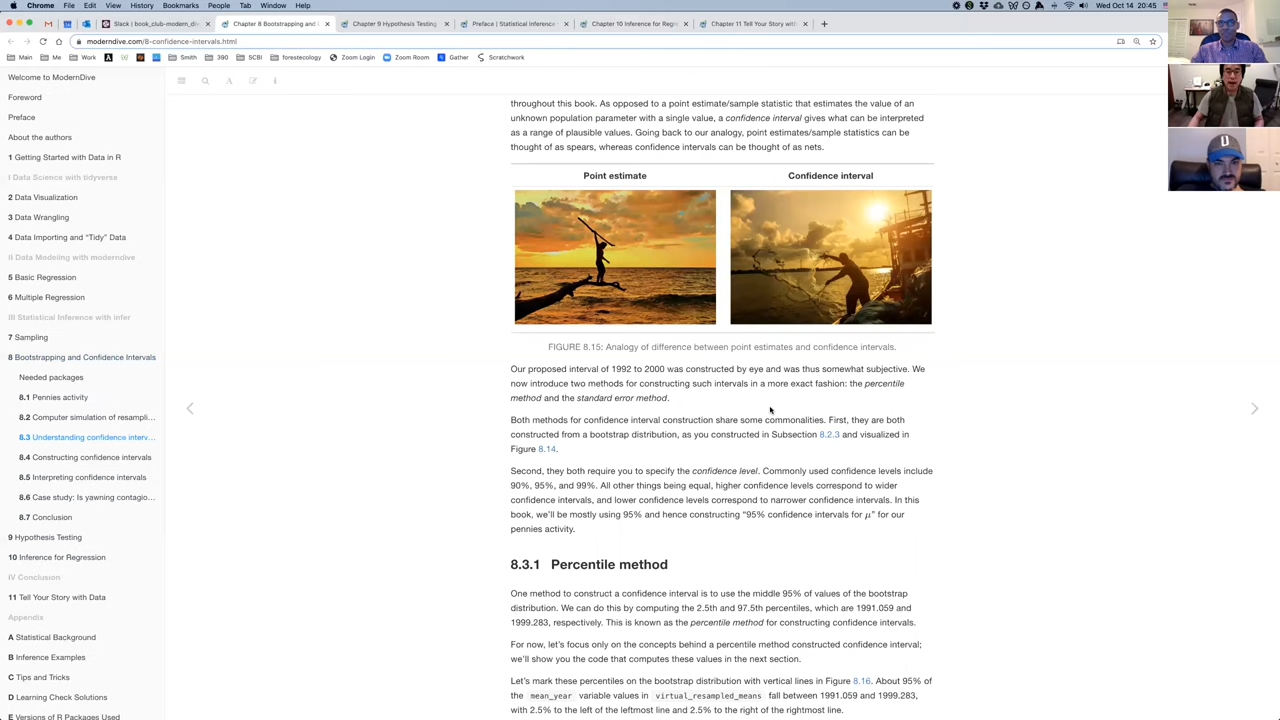 Chrome File Edit View History Bookmarks People Tab Window Help
Wed Oct 14 20:45
Slack | book_club-modern_di
Chapter 8 Bootstrapping and
Chapter 9 Hypothesis Testing
Preface | Statistical Inference
Chapter 10 Inference for Regre
Chapter 11 Tell Your Story with
moderndive.com/8-confidence-intervals.html
Main Me Work Smith 390 SCBI forestecology Zoom Login Zoom Room Gather Scratchwork
Welcome to ModernDive
Foreword
Preface
About the authors
1 Getting Started with Data in R
I Data Science with tidyverse
2 Data Visualization
3 Data Wrangling
4 Data Importing and “Tidy” Data
II Data Modeling with moderndive
5 Basic Regression
6 Multiple Regression
III Statistical Inference with infer
7 Sampling
8 Bootstrapping and Confidence Intervals
Needed packages
8.1 Pennies activity
8.2 Computer simulation of resampli...
8.3 Understanding confidence interv...
8.4 Constructing confidence intervals
8.5 Interpreting confidence intervals
8.6 Case study: Is yawning contagio...
8.7 Conclusion
9 Hypothesis Testing
10 Inference for Regression
IV Conclusion
11 Tell Your Story with Data
Appendix
A Statistical Background
B Inference Examples
C Tips and Tricks
D Learning Check Solutions
E Versions of R Packages Used
throughout this book. As opposed to a point estimate/sample statistic that estimates the value of an
unknown population parameter with a single value, a confidence interval gives what can be interpreted
as a range of plausible values. Going back to our analogy, point estimates/sample statistics can be
thought of as spears, whereas confidence intervals can be thought of as nets.
Point estimate Confidence interval
FIGURE 8.15: Analogy of difference between point estimates and confidence intervals.
Our proposed interval of 1992 to 2000 was constructed by eye and was thus somewhat subjective. We
now introduce two methods for constructing such intervals in a more exact fashion: the percentile
method and the standard error method.
Both methods for confidence interval construction share some commonalities. First, they are both
constructed from a bootstrap distribution, as you constructed in Subsection 8.2.3 and visualized in
Figure 8.14.
Second, they both require you to specify the confidence level. Commonly used confidence levels include
90%, 95%, and 99%. All other things being equal, higher confidence levels correspond to wider
confidence intervals, and lower confidence levels correspond to narrower confidence intervals. In this
book, we’ll be mostly using 95% and hence constructing “95% confidence intervals for μ” for our
pennies activity.
8.3.1 Percentile method
One method to construct a confidence interval is to use the middle 95% of values of the bootstrap
distribution. We can do this by computing the 2.5th and 97.5th percentiles, which are 1991.059 and
1999.283, respectively. This is known as the percentile method for constructing confidence intervals.
For now, let’s focus only on the concepts behind a percentile method constructed confidence interval;
we’ll show you the code that computes these values in the next section.
Let’s mark these percentiles on the bootstrap distribution with vertical lines in Figure 8.16. About 95% of
the mean_year variable values in virtual_resampled_means fall between 1991.059 and 1999.283,
with 2.5% to the left of the leftmost line and 2.5% to the right of the rightmost line.